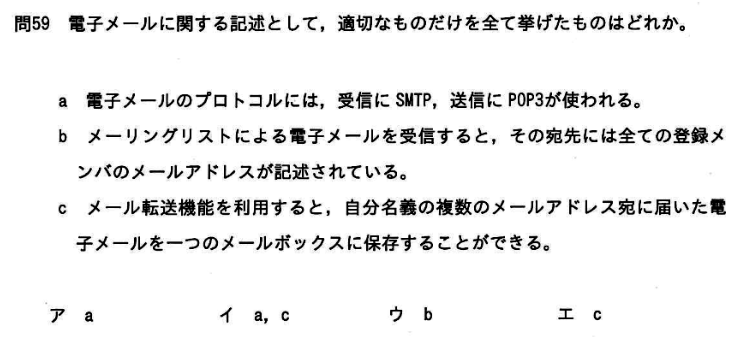 問59 電子メールに関する記述として，適切なものだけを全て挙げたものはどれか。
a 電子メールのプロトコルには，受信に SMTP，送信に POP3が使われる。
b メーリングリストによる電子メールを受信すると，その宛先には全ての登録メ
ンバのメールアドレスが記述されている。
c メール転送機能を利用すると，自分名義の複数のメールアドレス宛に届いた電
子メールを一つのメールボックスに保存することができる。
ア a イ a, c ウ b エ c